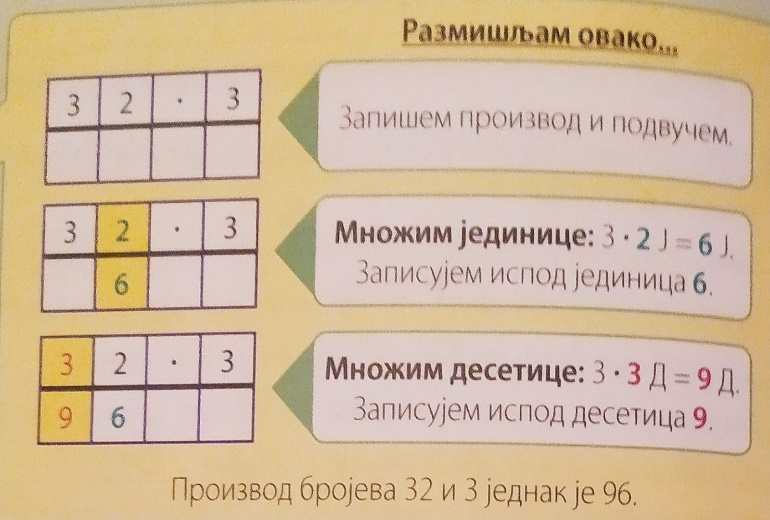 Размишљам овако...
3 2 · 3
Запишем производ и подвучем.
3 2 · 3
6
Множим јединице: 3 · 2 Ј = 6 Ј.
Записујем испод јединица 6.
3 2 · 3
9 6
Множим десетице: 3 · 3 Д = 9 Д.
Записујем испод десетица 9.
Производ бројева 32 и 3 једнак је 96.